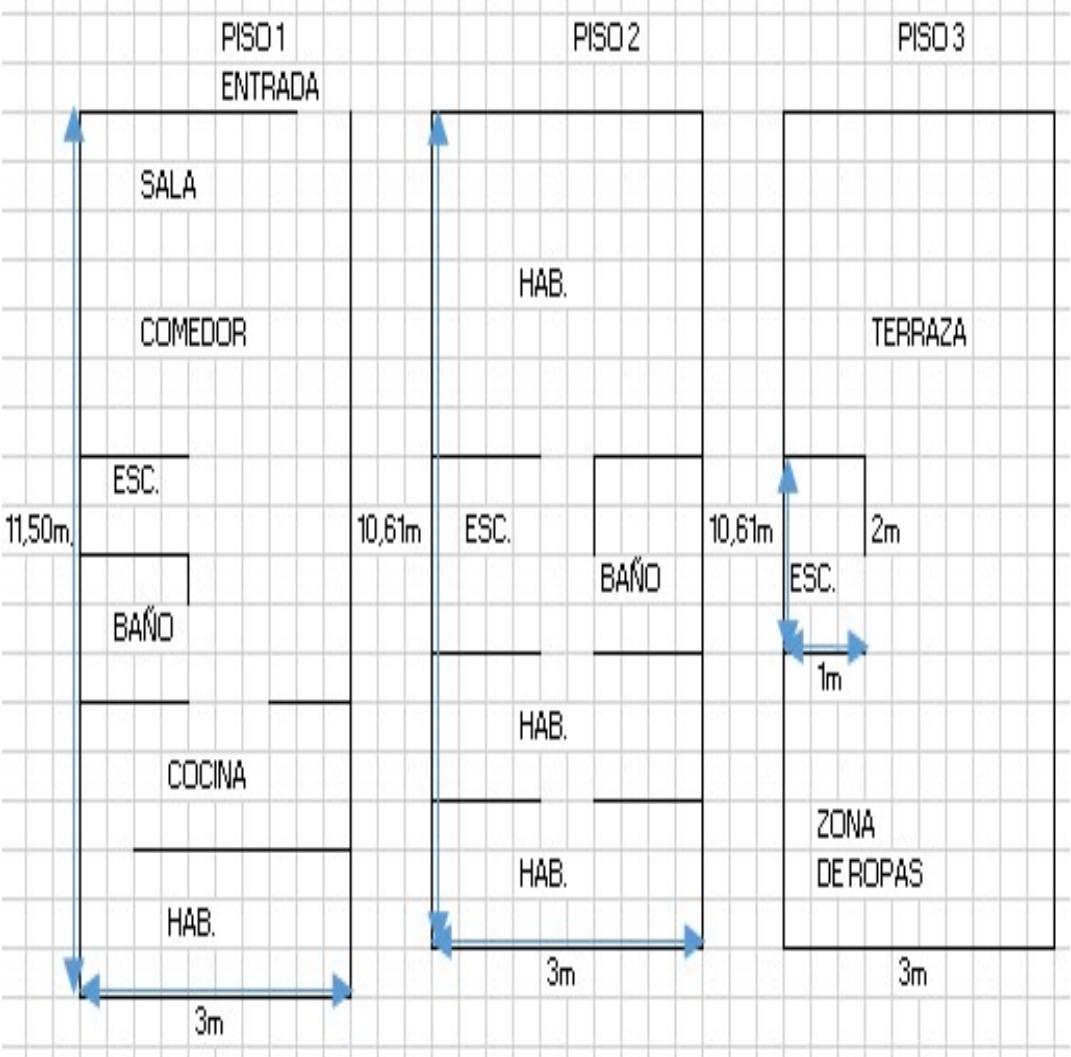 PISO 1
ENTRADA
SALA
COMEDOR
ESC.
11,50m.
BAÑO
COCINA
HAB.
3m
PISO 2
HAB.
10,61m
ESC.
BAÑO
HAB.
HAB.
3m
PISO 3
TERRAZA
10,61m
2m
ESC.
1m
ZONA
DE ROPAS
3m